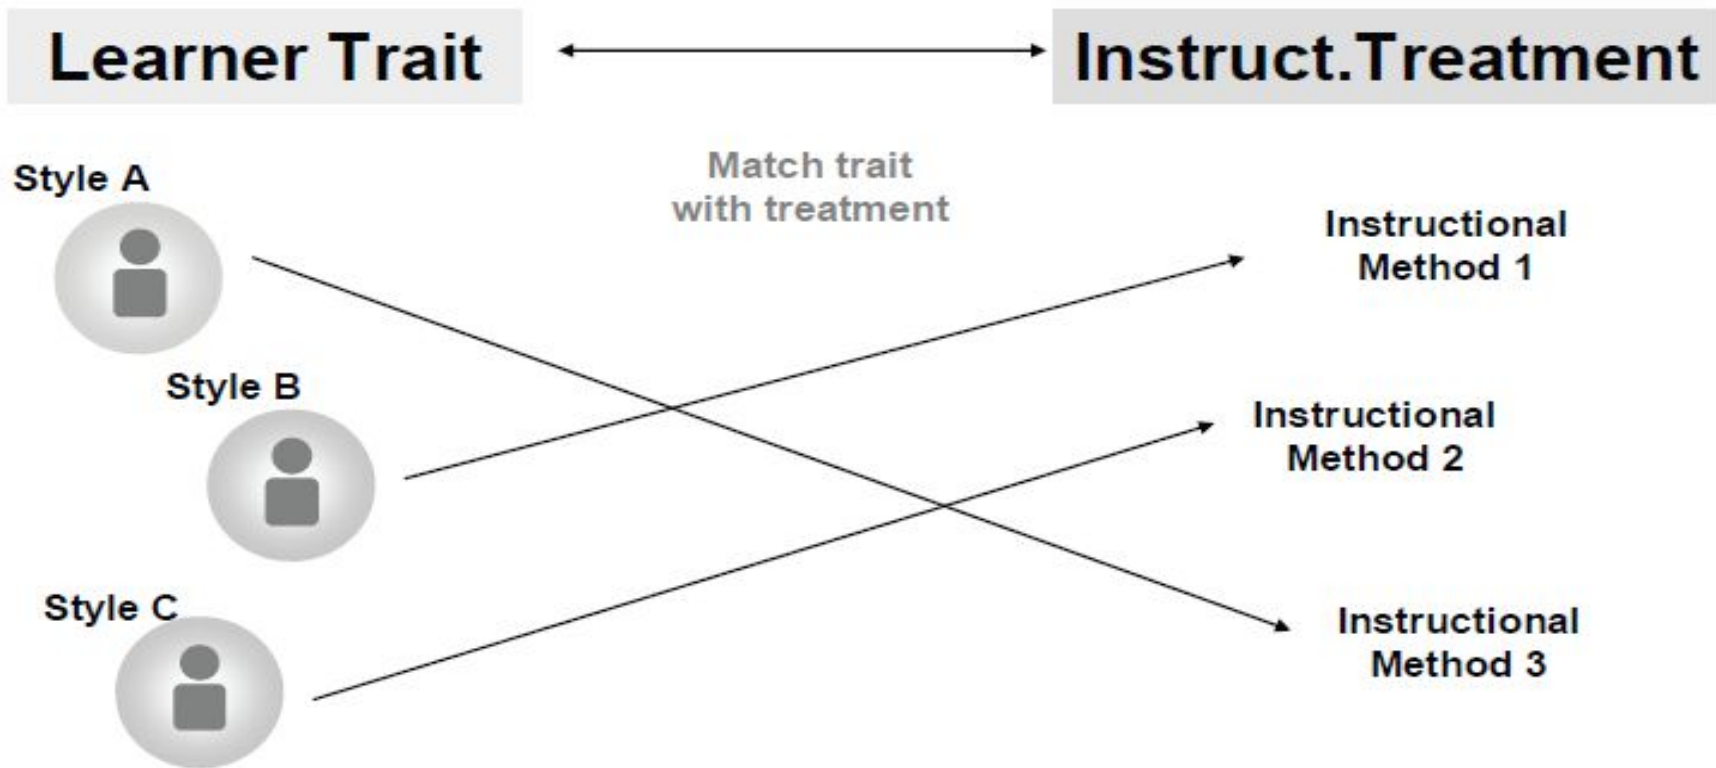 Learner Trait
Instruct.Treatment
Match trait
with treatment
Style A
Instructional
Method 1
Style B
Instructional
Method 2
Style C
Instructional
Method 3